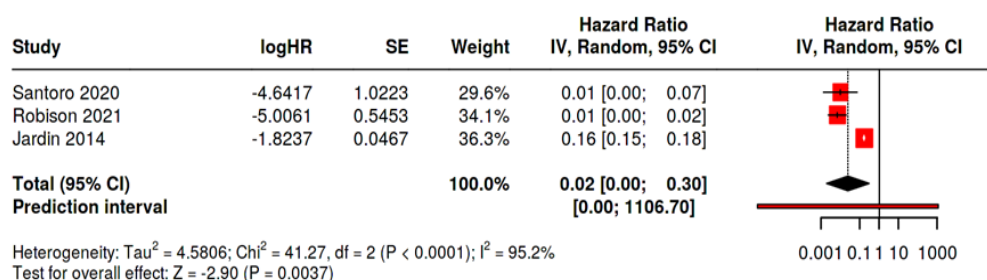 Hazard Ratio Hazard Ratio
Study logHR SE Weight IV, Random, 95% CI IV, Random, 95% CI
Santoro 2020 -4.6417 1.0223 29.6% 0.01 [0.00; 0.07]
Robison 2021 -5.0061 0.5453 34.1% 0.01 [0.00; 0.02]
Jardin 2014 -1.8237 0.0467 36.3% 0.16 [0.15; 0.18]
Total (95% CI) 100.0% 0.02 [0.00; 0.30]
Prediction interval [0.00; 1106.70]
Heterogeneity: Tau² = 4.5806; Chi² = 41.27, df = 2 (P < 0.0001); I² = 95.2% 0.001 0.1 1 10 1000
Test for overall effect: Z = -2.90 (P = 0.0037)